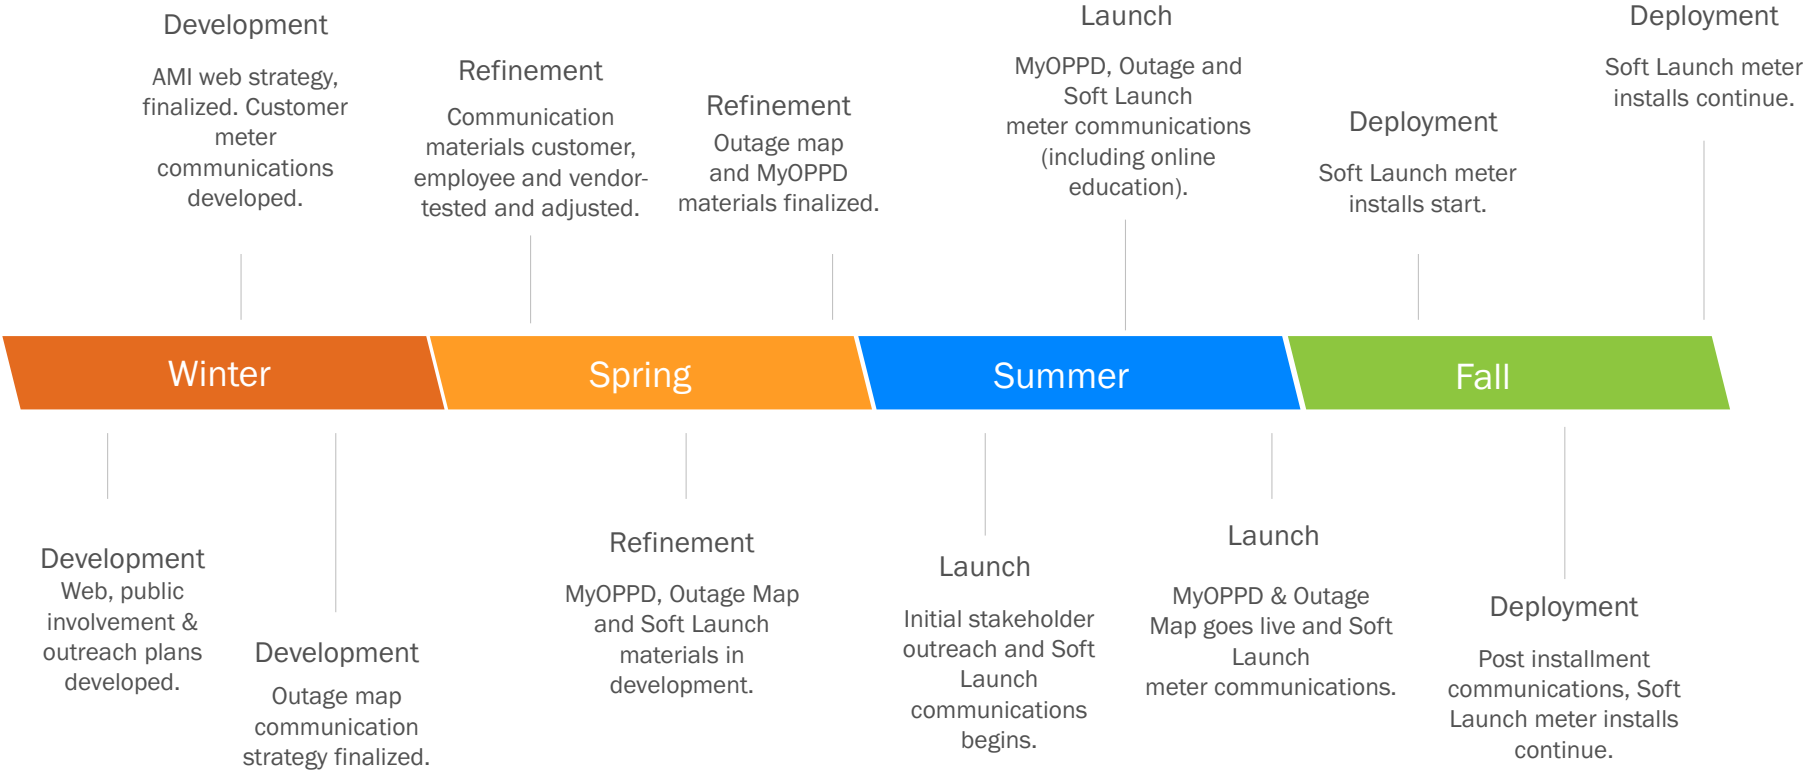 Development
AMI web strategy,
finalized. Customer
meter
communications
developed.
Refinement
Communication
materials customer,
employee and vendor-
tested and adjusted.
Refinement
Outage map
and MyOPPD
materials finalized.
Launch
MyOPPD, Outage and
Soft Launch
meter communications
(including online
education).
Deployment
Soft Launch meter
installs start.
Deployment
Soft Launch meter
installs continue.
Winter
Spring
Summer
Fall
Development
Web, public
involvement &
outreach plans
developed.
Development
Outage map
communication
strategy finalized.
Refinement
MyOPPD, Outage Map
and Soft Launch
materials in
development.
Launch
Initial stakeholder
outreach and Soft
Launch
communications
begins.
Launch
MyOPPD & Outage
Map goes live and Soft
Launch
meter communications.
Deployment
Post installment
communications, Soft
Launch meter installs
continue.